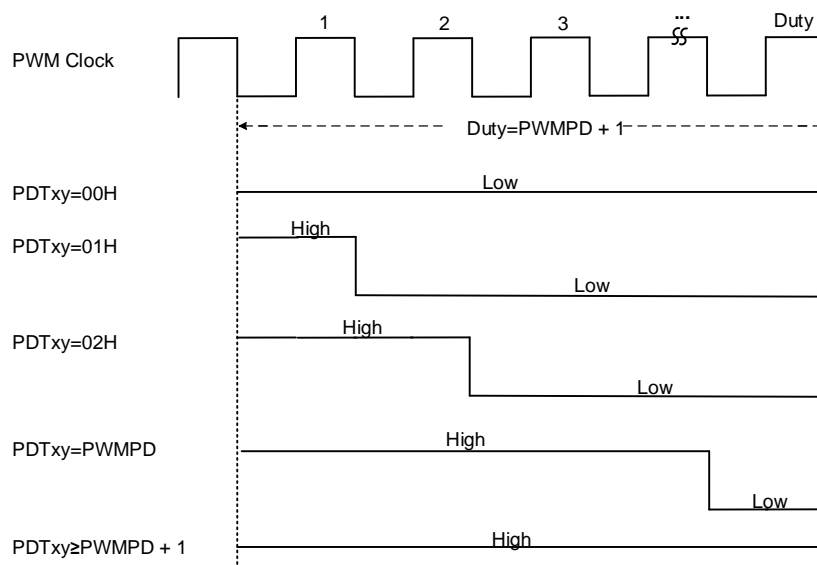 1 2 3 ... Duty
PWM Clock
Duty=PWMPD + 1
PDTxy=00H Low
PDTxy=01H High
Low
PDTxy=02H High
Low
PDTxy=PWMPD High
Low
PDTxy≥PWMPD + 1 High